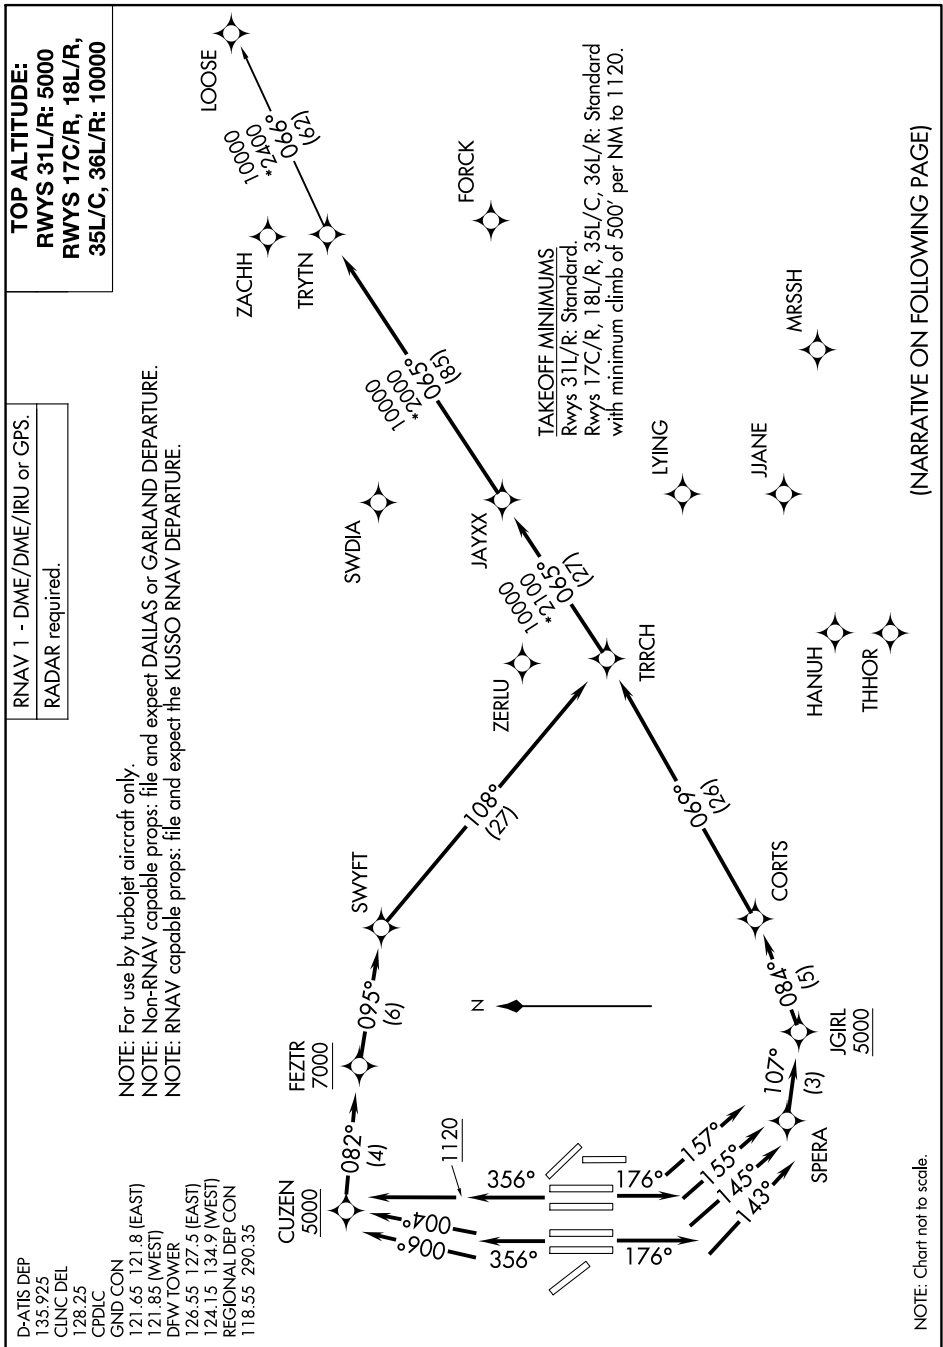 D-ATIS DEP
135.925
CLNC DEL
128.25
CPDLC
GND CON
121.65 121.8 (EAST)
121.85 (WEST)
DFW TOWER
126.55 127.5 (EAST)
124.15 134.9 (WEST)
REGIONAL DEP CON
118.55 290.35
RNAV 1 - DME/DME/IRU or GPS.
RADAR required.
TOP ALTITUDE:
RWYS 31L/R: 5000
RWYS 17C/R, 18L/R,
35L/C, 36L/R: 10000
NOTE: For use by turbojet aircraft only.
NOTE: Non-RNAV capable props: file and expect DALLAS or GARLAND DEPARTURE.
NOTE: RNAV capable props: file and expect the KUSSO RNAV DEPARTURE.
LOOSE
10000
*2400
066°
(62)
ZACHH
TRYTN
FORCK
10000
*2000
065°
(85)
SWDIA
JAYXX
10000
*2100
065°
(27)
ZERLU
TRRCH
TAKEOFF MINIMUMS
Rwys 31L/R: Standard.
Rwys 17C/R, 18L/R, 35L/C, 36L/R: Standard
with minimum climb of 500' per NM to 1120.
MRSSH
LYING
JJANE
HANUH
THHOR
CUZEN
5000
082°
(4)
FEZTR
7000
095°
(6)
SWYFT
108°
(27)
N
1120
004°
006°
356°
356°
176°
176°
157°
155°
145°
143°
SPERA
107°
(3)
JGIRL
5000
084°
(5)
CORTS
069°
(26)
NOTE: Chart not to scale.
(NARRATIVE ON FOLLOWING PAGE)